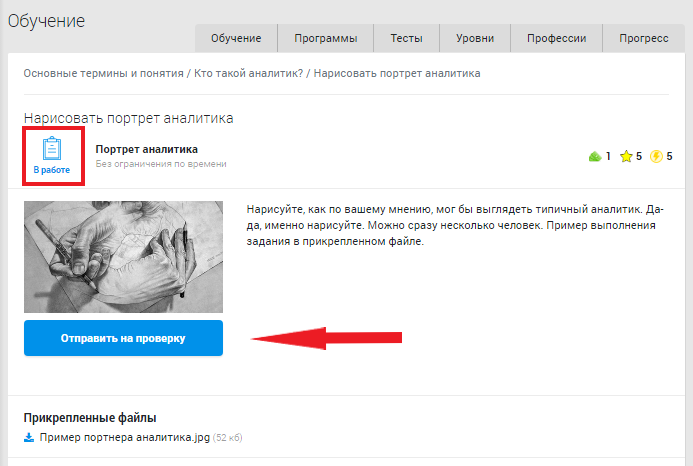 Обучение
Обучение Программы Тесты Уровни Профессии Прогресс
Основные термины и понятия / Кто такой аналитик? / Нарисовать портрет аналитика
Нарисовать портрет аналитика
В работе
Портрет аналитика
Без ограничения по времени
1 5 5
Нарисуйте, как по вашему мнению, мог бы выглядеть типичный аналитик. Да-
да, именно нарисуйте. Можно сразу несколько человек. Пример выполнения
задания в прикрепленном файле.
Отправить на проверку
Прикрепленные файлы
Пример портнера аналитика.jpg (52 кб)